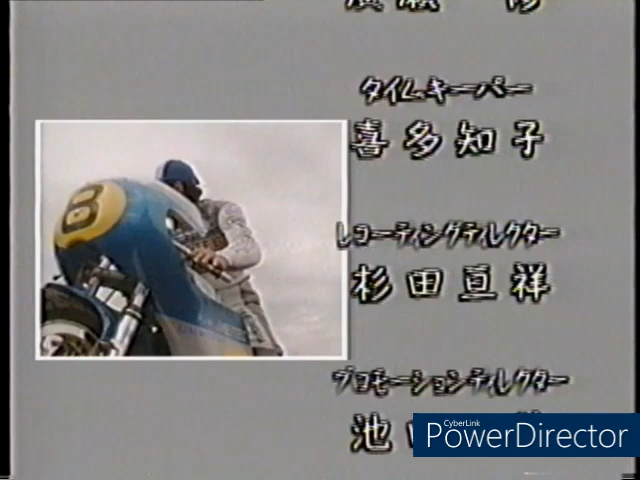 タイムキーパー
喜多知子
8
レコーディングディレクター
杉田亘祥
プロモーションディレクター
池
CyberLink
PowerDirector